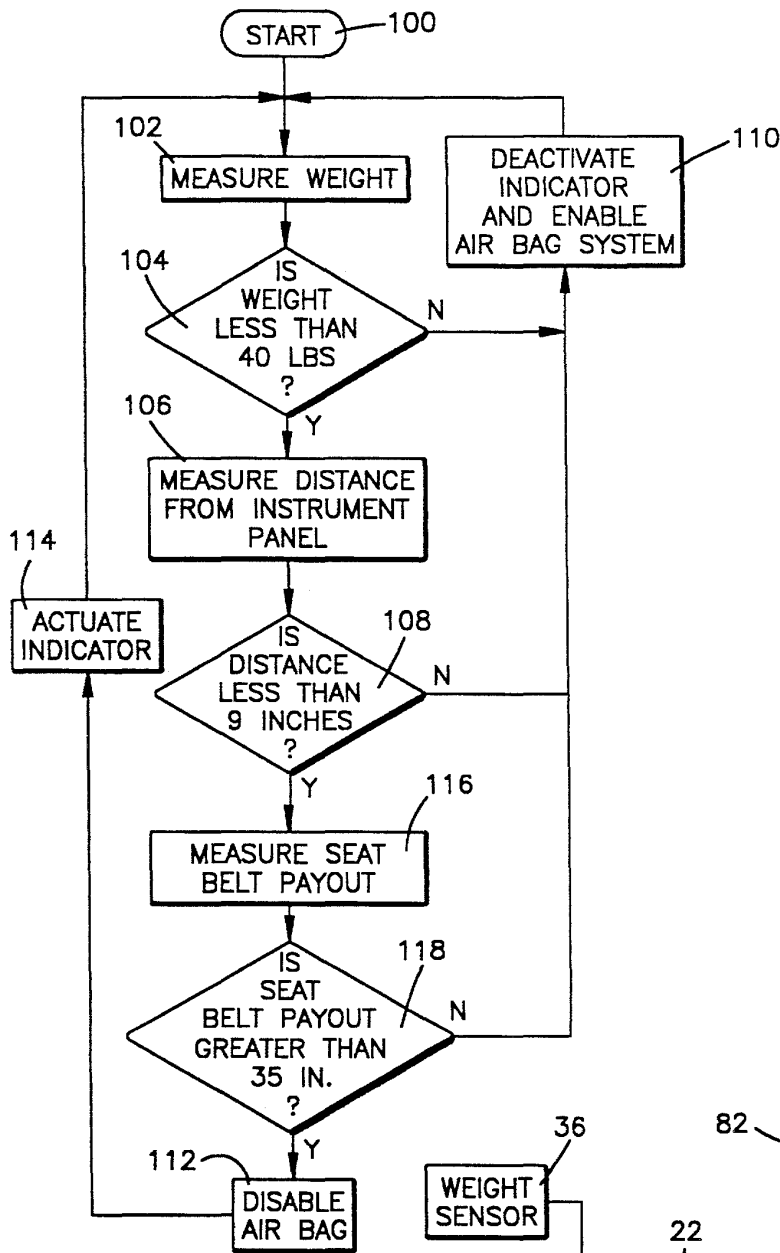 START
100
102
MEASURE WEIGHT
110
DEACTIVATE
INDICATOR
AND ENABLE
AIR BAG SYSTEM
104
IS
WEIGHT
LESS THAN
40 LBS
?
N
Y
106
MEASURE DISTANCE
FROM INSTRUMENT
PANEL
114
ACTUATE
INDICATOR
108
IS
DISTANCE
LESS THAN
9 INCHES
?
N
Y
116
MEASURE SEAT
BELT PAYOUT
118
IS
SEAT
BELT PAYOUT
GREATER THAN
35 IN.
?
N
Y
112
DISABLE
AIR BAG
36
WEIGHT
SENSOR
82
22